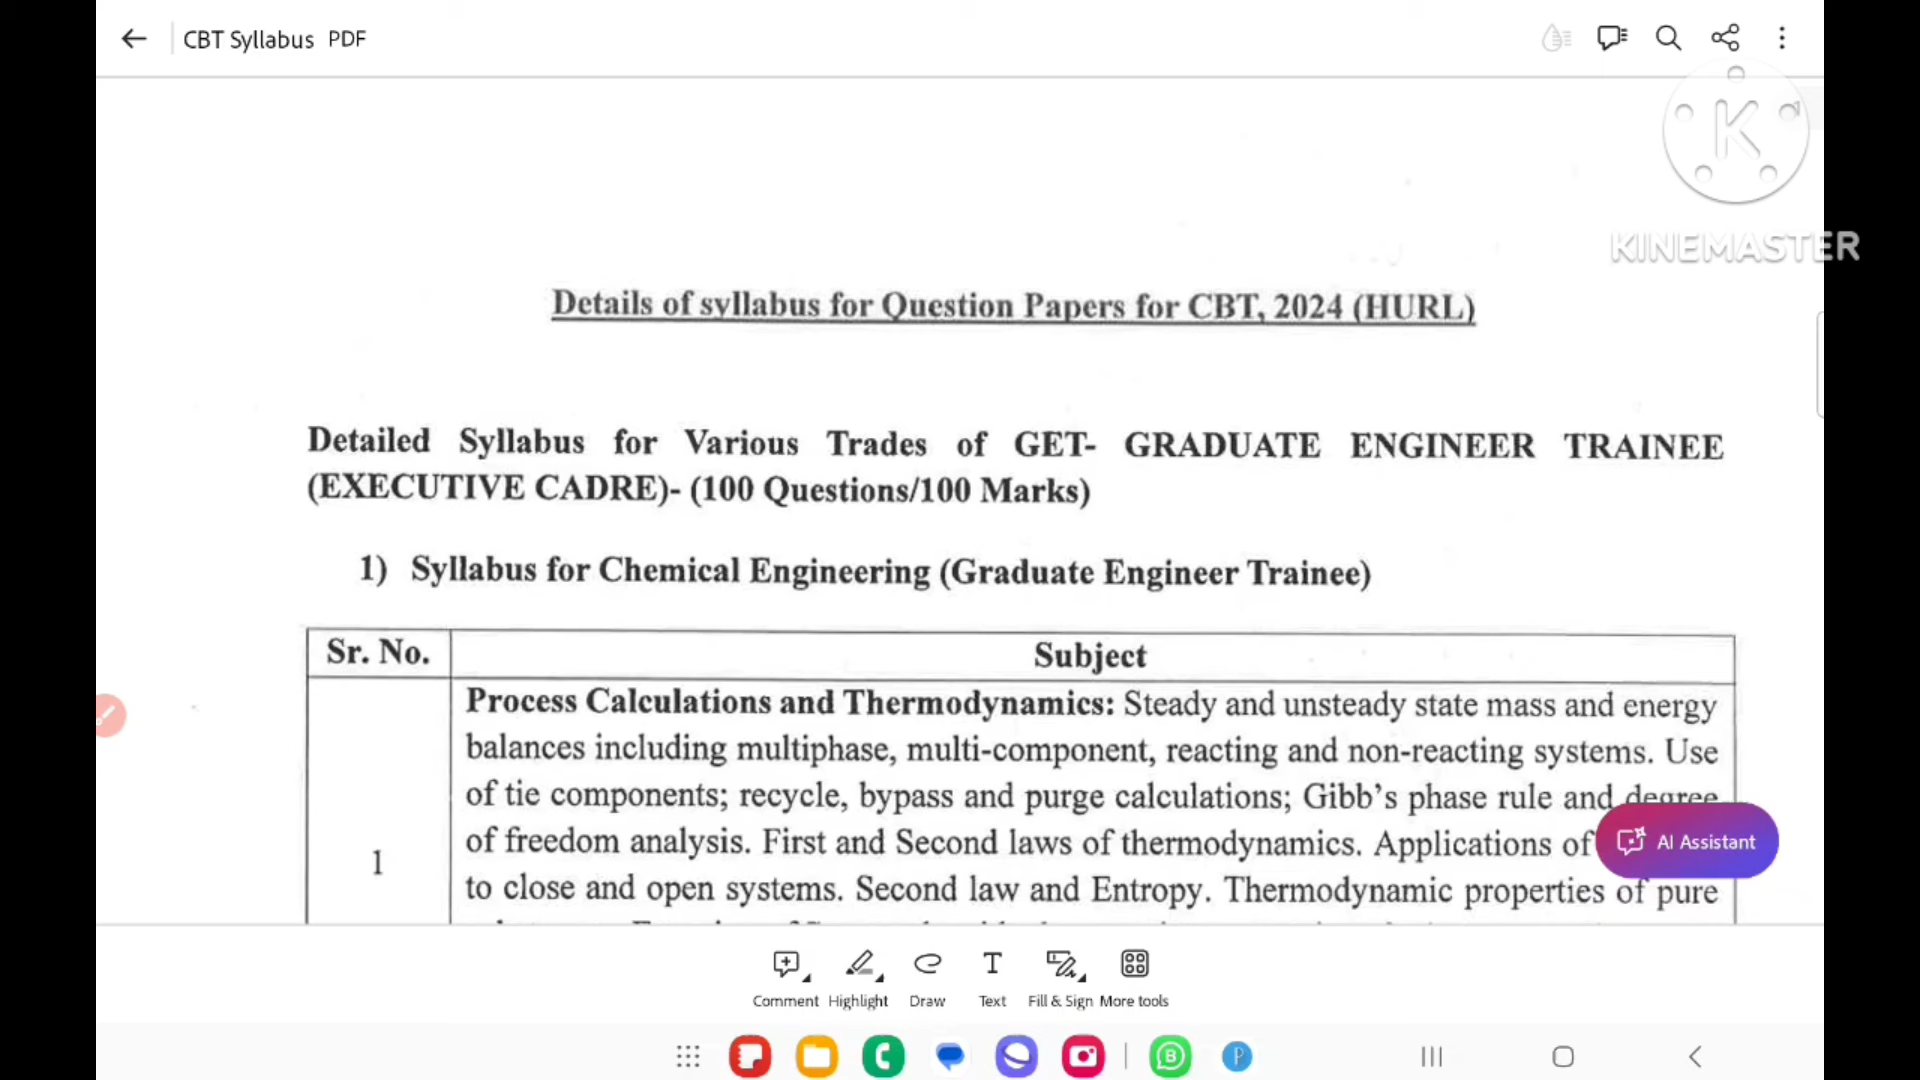 CBT Syllabus PDF
K
KINEMASTER
Details of syllabus for Question Papers for CBT, 2024 (HURL)
Detailed Syllabus for Various Trades of GET- GRADUATE ENGINEER TRAINEE
(EXECUTIVE CADRE)- (100 Questions/100 Marks)
1) Syllabus for Chemical Engineering (Graduate Engineer Trainee)
Sr. No. Subject
Process Calculations and Thermodynamics: Steady and unsteady state mass and energy
balances including multiphase, multi-component, reacting and non-reacting systems. Use
of tie components; recycle, bypass and purge calculations; Gibb's phase rule and degree
of freedom analysis. First and Second laws of thermodynamics. Applications of
AI Assistant
1
to close and open systems. Second law and Entropy. Thermodynamic properties of pure
Comment Highlight Draw Text Fill & Sign More tools